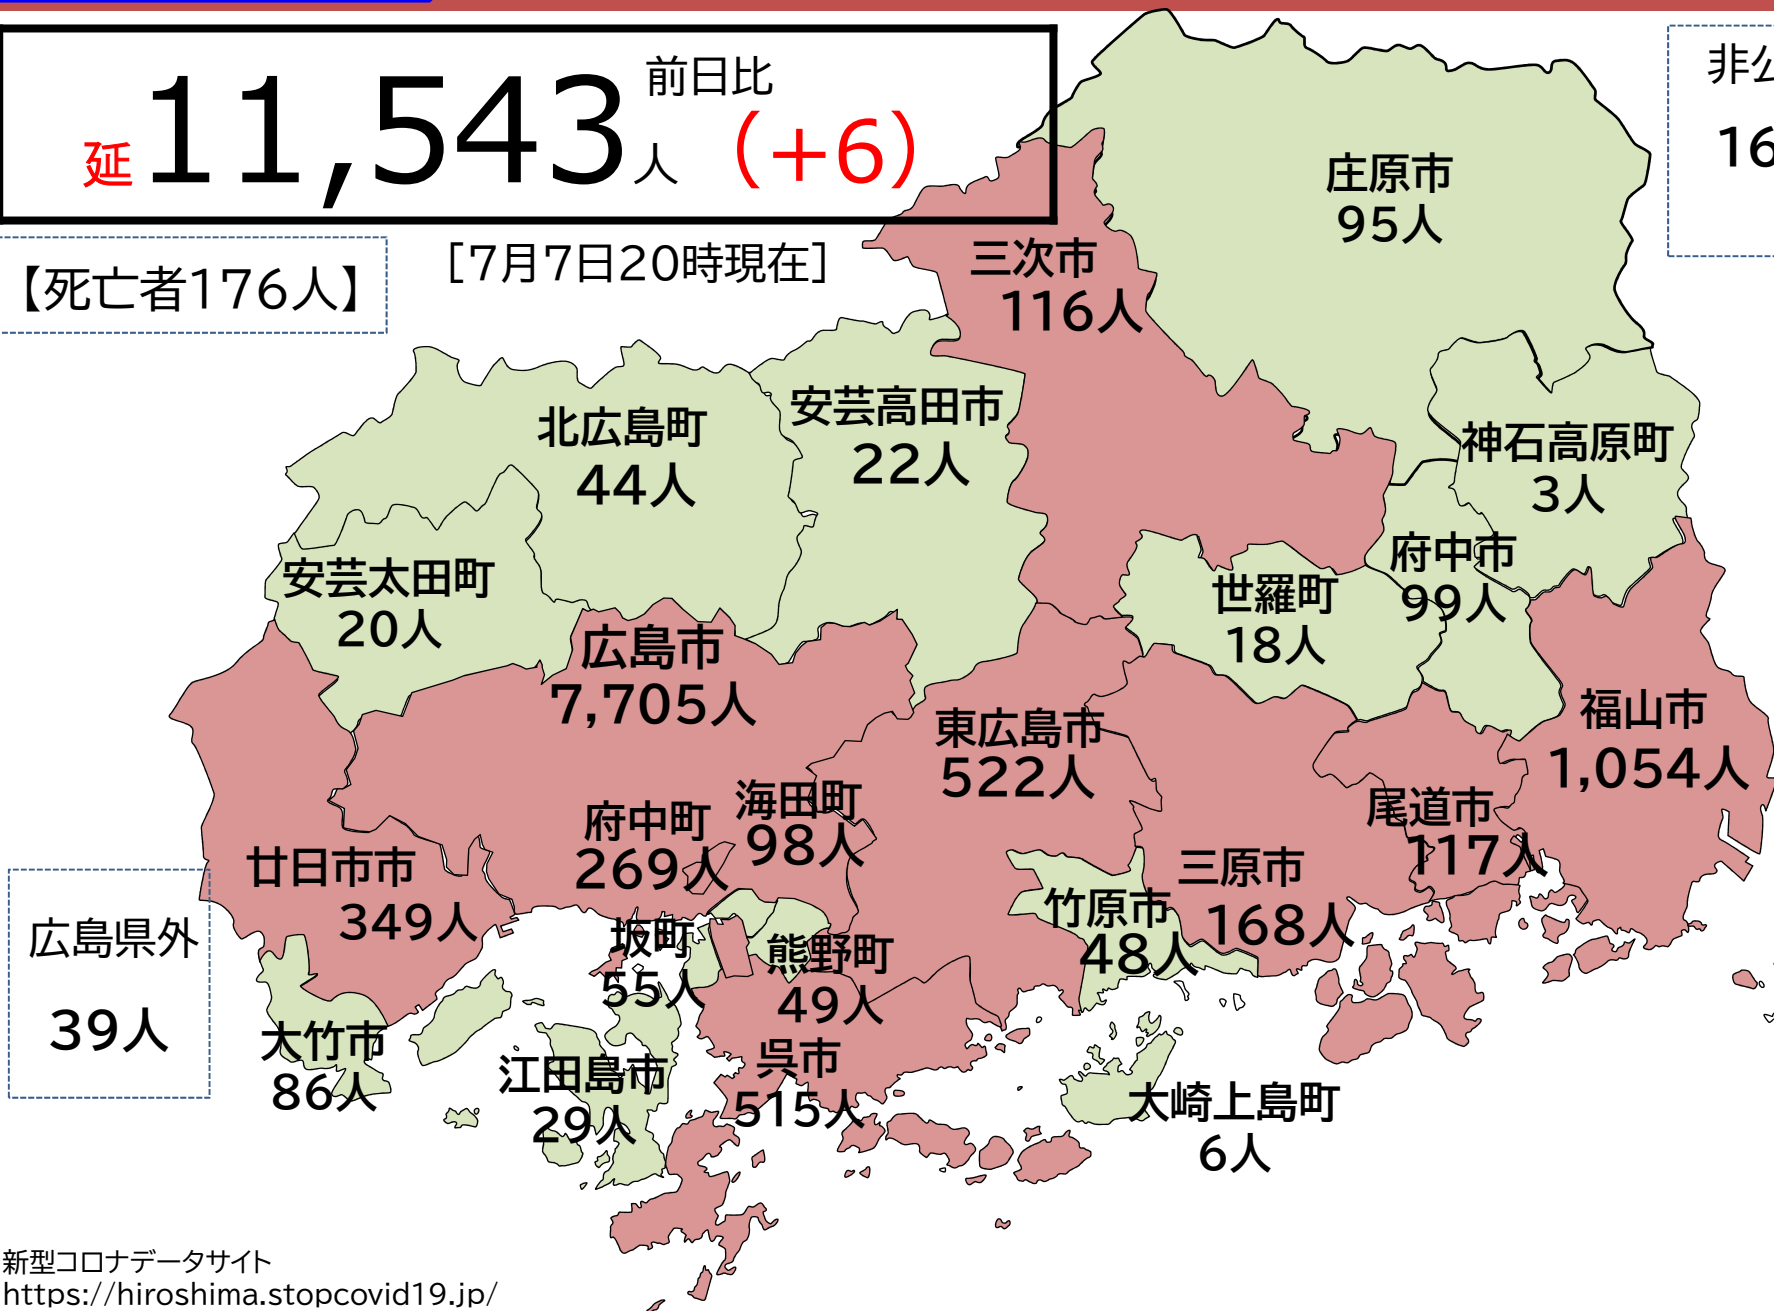 前日比
延11,543人 (+6)
【死亡者176人】
[7月7日20時現在]
非公
16
庄原市
95人
三次市
116人
北広島町
44人
安芸高田市
22人
神石高原町
3人
安芸太田町
20人
府中市
99人
世羅町
18人
広島市
7,705人
東広島市
522人
福山市
1,054人
府中町
269人
海田町
98人
尾道市
117人
廿日市市
349人
三原市
168人
竹原市
48人
坂町
55人
熊野町
49人
広島県外
39人
大竹市
86人
江田島市
29人
呉市
515人
大崎上島町
6人
新型コロナデータサイト
https://hiroshima.stopcovid19.jp/